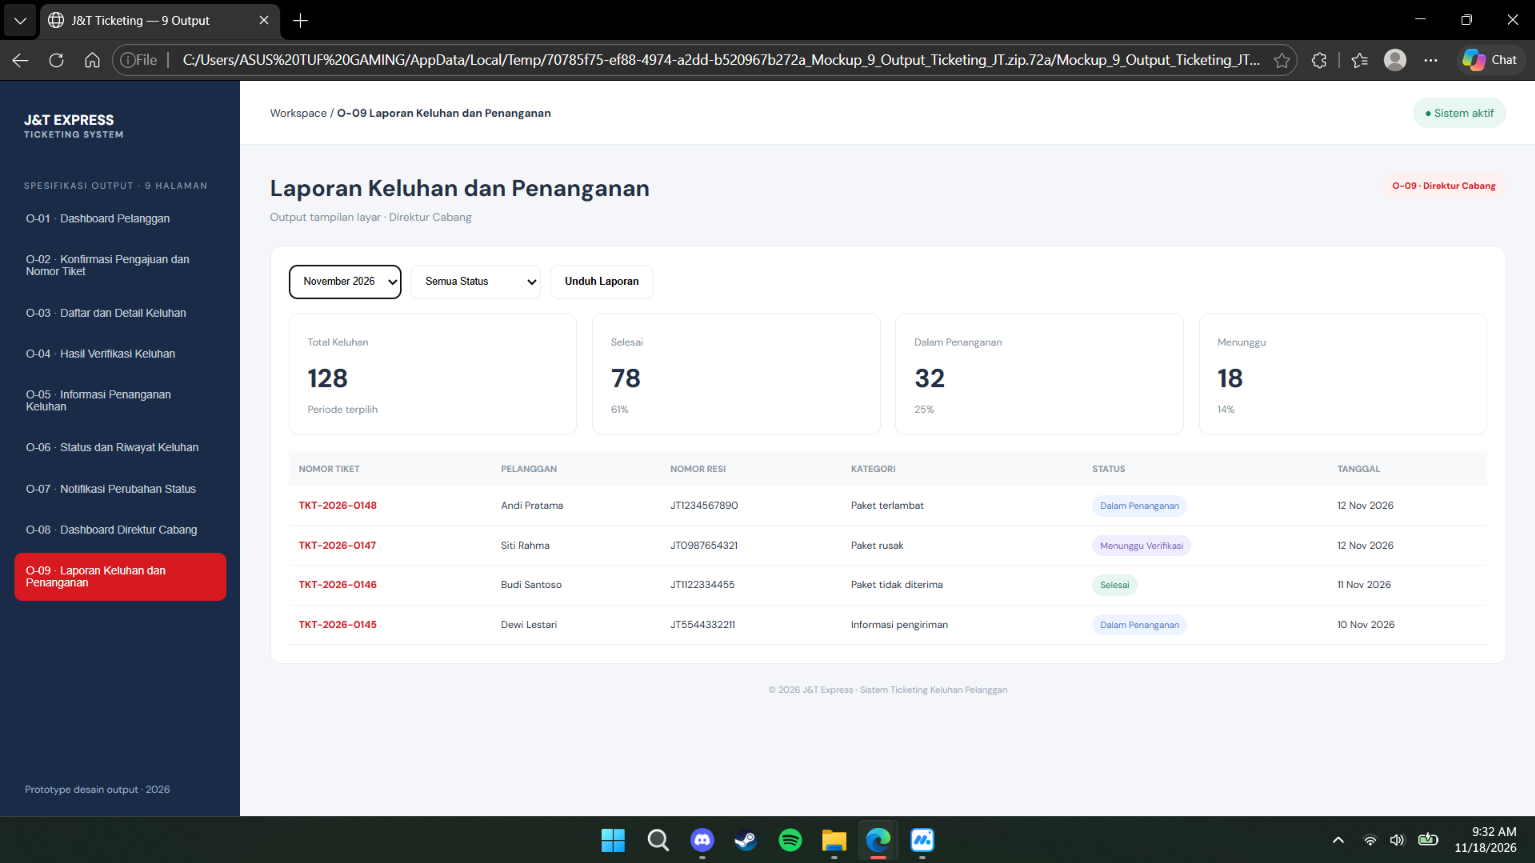 J&T Ticketing — 9 Output
File
C:/Users/ASUS%20TUF%20GAMING/AppData/Local/Temp/70785f75-ef88-4974-a2dd-b520967b272a_Mockup_9_Output_Ticketing_JT.zip.72a/Mockup_9_Output_Ticketing_JT...
Chat
J&T EXPRESS
TICKETING SYSTEM
SPESIFIKASI OUTPUT · 9 HALAMAN
O-01 · Dashboard Pelanggan
O-02 · Konfirmasi Pengajuan dan
Nomor Tiket
O-03 · Daftar dan Detail Keluhan
O-04 · Hasil Verifikasi Keluhan
O-05 · Informasi Penanganan
Keluhan
O-06 · Status dan Riwayat Keluhan
O-07 · Notifikasi Perubahan Status
O-08 · Dashboard Direktur Cabang
O-09 · Laporan Keluhan dan
Penanganan
Prototype desain output · 2026
Workspace / O-09 Laporan Keluhan dan Penanganan
● Sistem aktif
Laporan Keluhan dan Penanganan
O-09 · Direktur Cabang
Output tampilan layar · Direktur Cabang
November 2026
Semua Status
Unduh Laporan
Total Keluhan
128
Periode terpilih
Selesai
78
61%
Dalam Penanganan
32
25%
Menunggu
18
14%
NOMOR TIKET PELANGGAN NOMOR RESI KATEGORI STATUS TANGGAL
TKT-2026-0148 Andi Pratama JT1234567890 Paket terlambat Dalam Penanganan 12 Nov 2026
TKT-2026-0147 Siti Rahma JT0987654321 Paket rusak Menunggu Verifikasi 12 Nov 2026
TKT-2026-0146 Budi Santoso JT1122334455 Paket tidak diterima Selesai 11 Nov 2026
TKT-2026-0145 Dewi Lestari JT5544332211 Informasi pengiriman Dalam Penanganan 10 Nov 2026
© 2026 J&T Express · Sistem Ticketing Keluhan Pelanggan
9:32 AM
11/18/2026